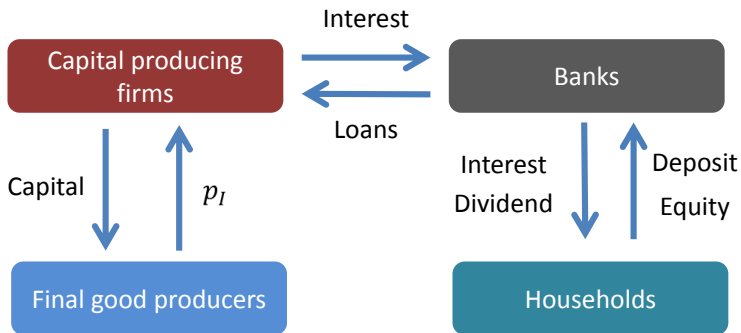 Interest
Capital producing
firms
Banks
Loans
Capital
p_I
Interest
Dividend
Deposit
Equity
Final good producers
Households